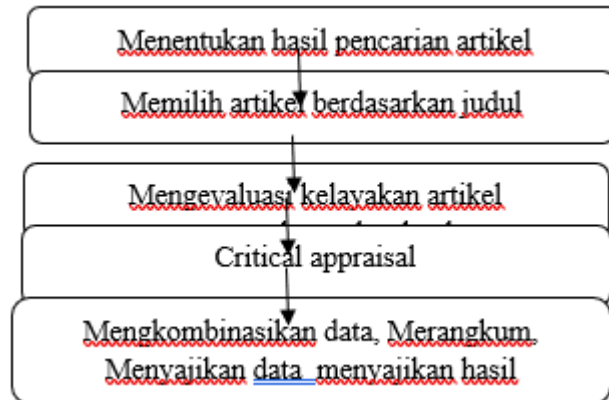 Menentukan hasil pencarian artikel
Memilih artikel berdasarkan judul
Mengevaluasi kelayakan artikel
Critical appraisal
Mengkombinasikan data, Merangkum,
Menyajikan data menyajikan hasil